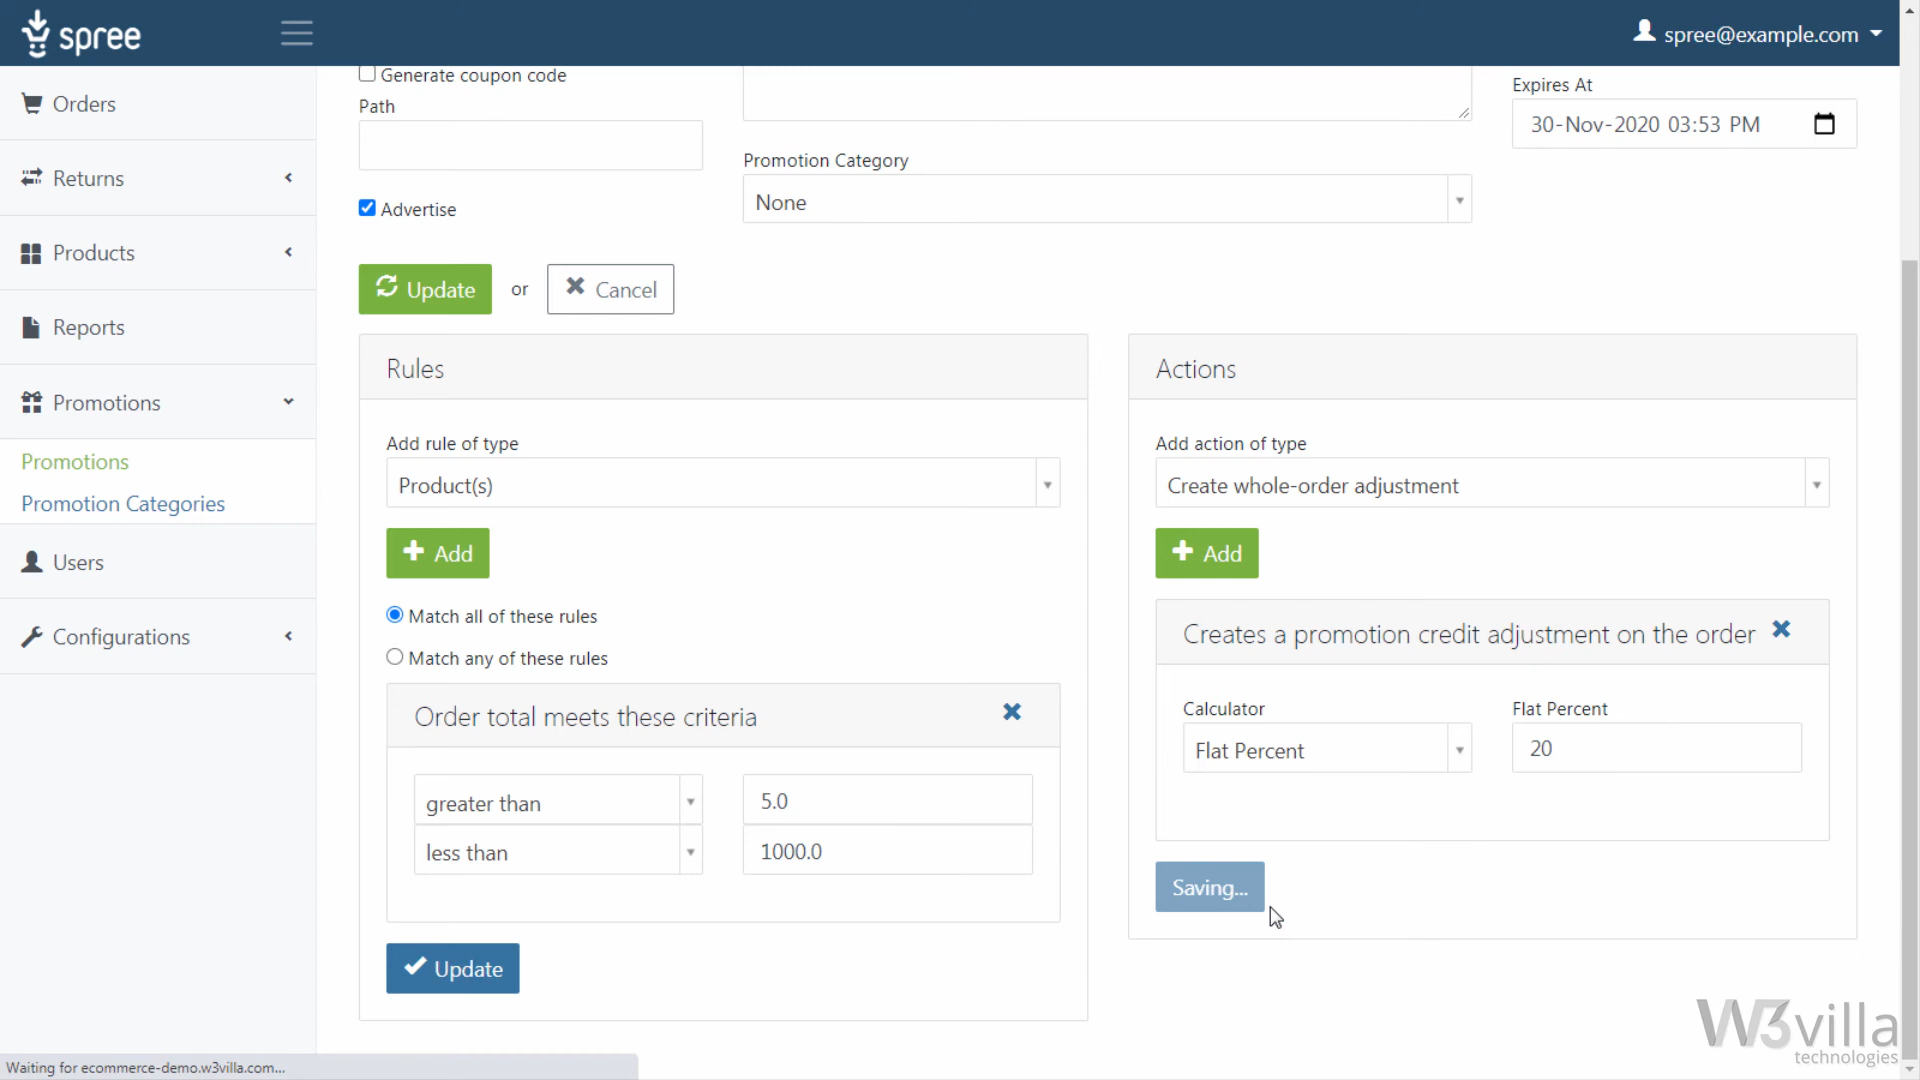 spree
spree@example.com
Orders
Returns
Products
Reports
Promotions
Promotions
Promotion Categories
Users
Configurations
Generate coupon code
Path
Advertise
Promotion Category
None
Expires At
30-Nov-2020 03:53 PM
Update
or
Cancel
Rules
Add rule of type
Product(s)
Add
Match all of these rules
Match any of these rules
Order total meets these criteria
greater than
5.0
less than
1000.0
Update
Actions
Add action of type
Create whole-order adjustment
Add
Creates a promotion credit adjustment on the order
Calculator
Flat Percent
Flat Percent
20
Saving...
W3villa
technologies
Waiting for ecommerce-demo.w3villa.com...